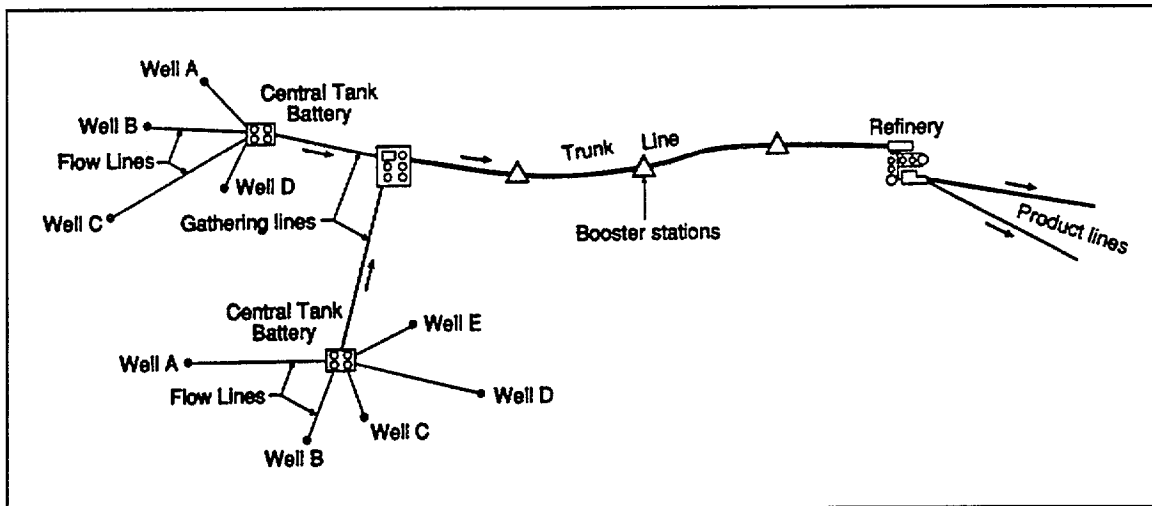 Well A
Central Tank
Battery
Well B
Flow Lines
Well D
Well C
Gathering lines
Trunk Line
Booster stations
Refinery
Product lines
Central Tank
Battery
Well E
Well A
Flow Lines
Well D
Well C
Well B